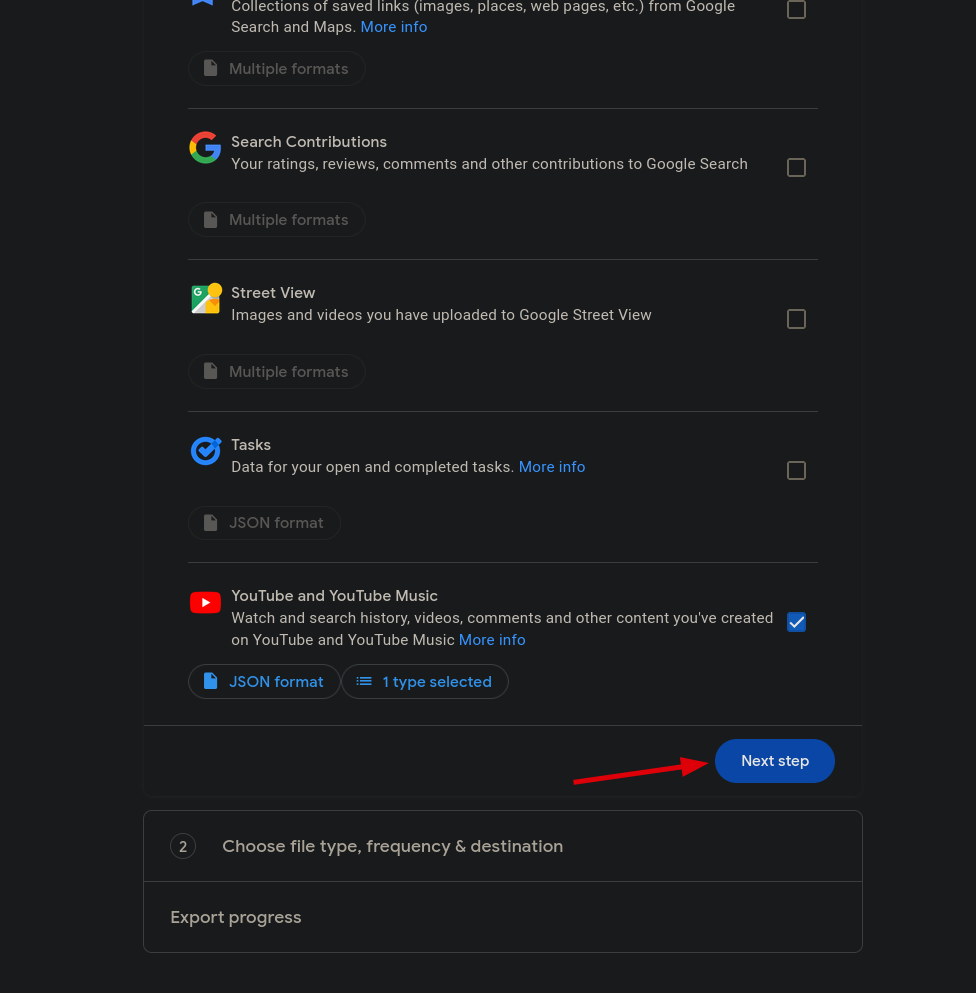 Collections of saved links (images, places, web pages, etc.) from Google
Search and Maps. More info
Multiple formats
Search Contributions
Your ratings, reviews, comments and other contributions to Google Search
Multiple formats
G
Street View
Images and videos you have uploaded to Google Street View
Multiple formats
Tasks
Data for your open and completed tasks. More info
JSON format
YouTube and YouTube Music
Watch and search history, videos, comments and other content you've created
on YouTube and YouTube Music More info
JSON format
1 type selected
Next step
2
Choose file type, frequency & destination
Export progress